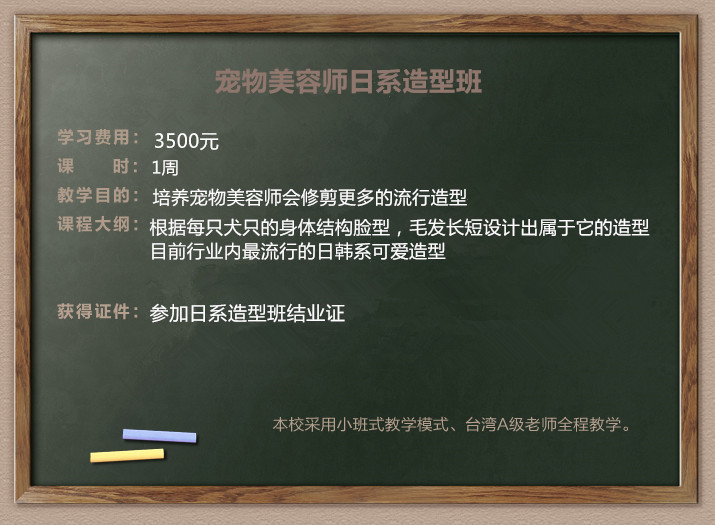 宠物美容师日系造型班
学习费用： 3500元
课 时： 1周
教学目的： 培养宠物美容师会修剪更多的流行造型
课程大纲： 根据每只犬只的身体结构脸型，毛发长短设计出属于它的造型
目前行业内最流行的日韩系可爱造型
获得证件： 参加日系造型班结业证
本校采用小班式教学模式、台湾A级老师全程教学。